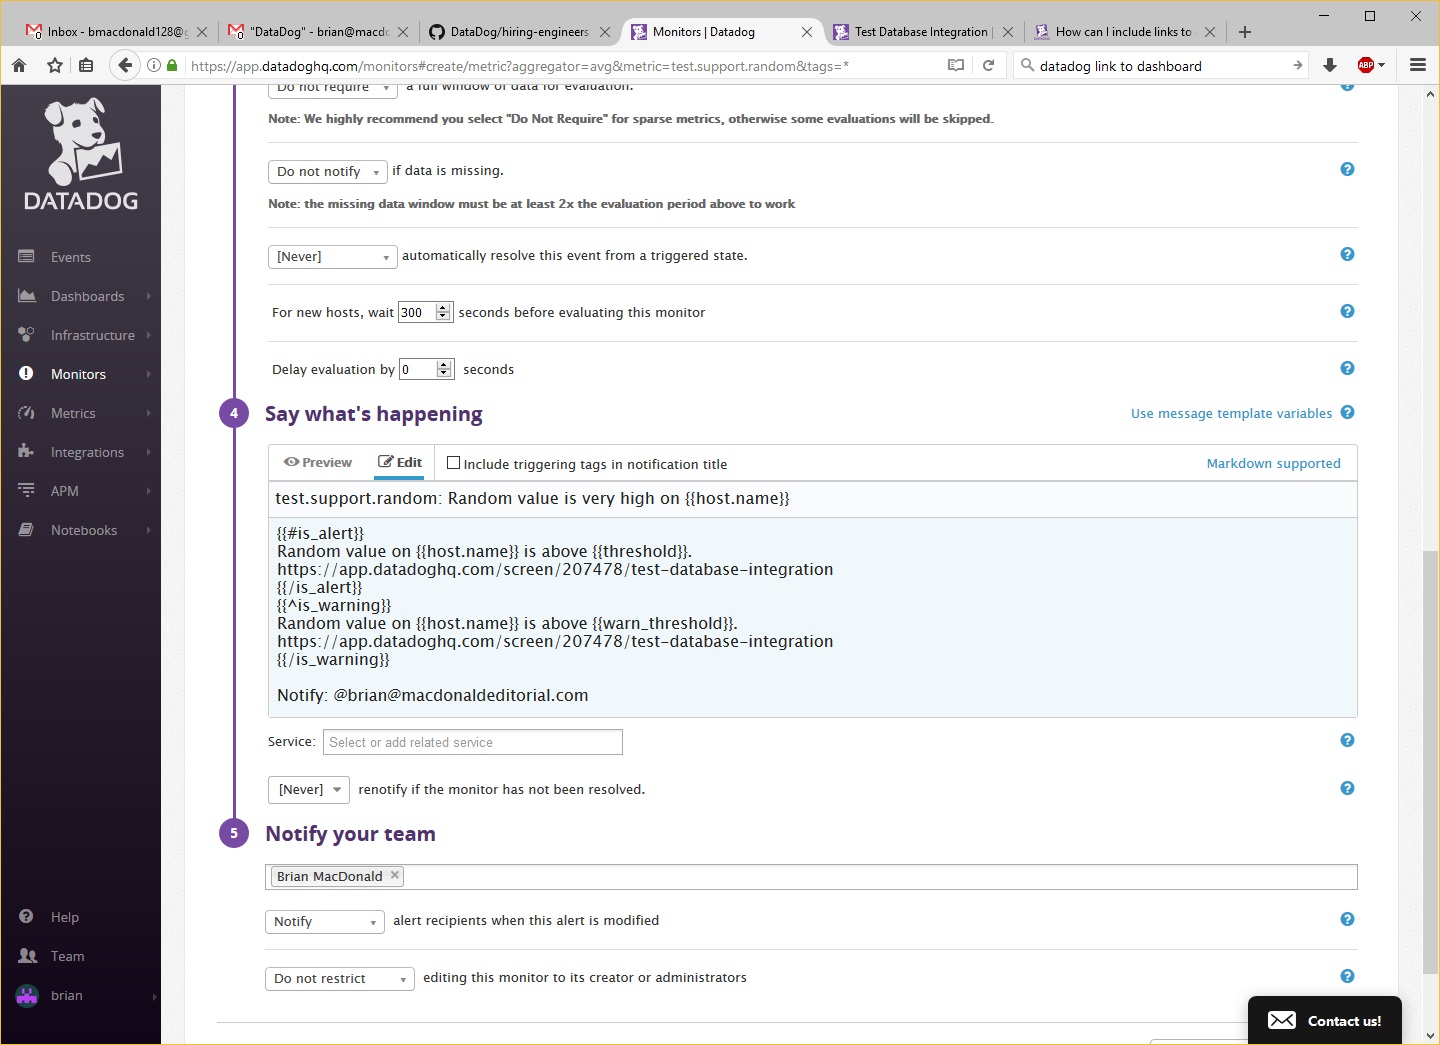 Inbox - bmacdonald128@g
"DataDog" - brian@macdo
DataDog/hiring-engineers
Monitors | Datadog
Test Database Integration |
How can I include links to
https://app.datadoghq.com/monitors#create/metric?aggregator=avg&metric=test.support.random&tags=*
datadog link to dashboard
ABP
DATADOG
Events
Dashboards
Infrastructure
Monitors
Metrics
Integrations
APM
Notebooks
Help
Team
brian
Do not require a full window of data for evaluation.
Note: We highly recommend you select "Do Not Require" for sparse metrics, otherwise some evaluations will be skipped.
Do not notify if data is missing.
Note: the missing data window must be at least 2x the evaluation period above to work
[Never] automatically resolve this event from a triggered state.
For new hosts, wait 300 seconds before evaluating this monitor
Delay evaluation by 0 seconds
4 Say what's happening
Use message template variables
Preview Edit Include triggering tags in notification title
Markdown supported
test.support.random: Random value is very high on {{host.name}}
{{#is_alert}}
Random value on {{host.name}} is above {{threshold}}.
https://app.datadoghq.com/screen/207478/test-database-integration
{{/is_alert}}
{{^is_warning}}
Random value on {{host.name}} is above {{warn_threshold}}.
https://app.datadoghq.com/screen/207478/test-database-integration
{{/is_warning}}
Notify: @brian@macdonaldeditorial.com
Service: Select or add related service
[Never] renotify if the monitor has not been resolved.
5 Notify your team
Brian MacDonald
Notify alert recipients when this alert is modified
Do not restrict editing this monitor to its creator or administrators
Contact us!